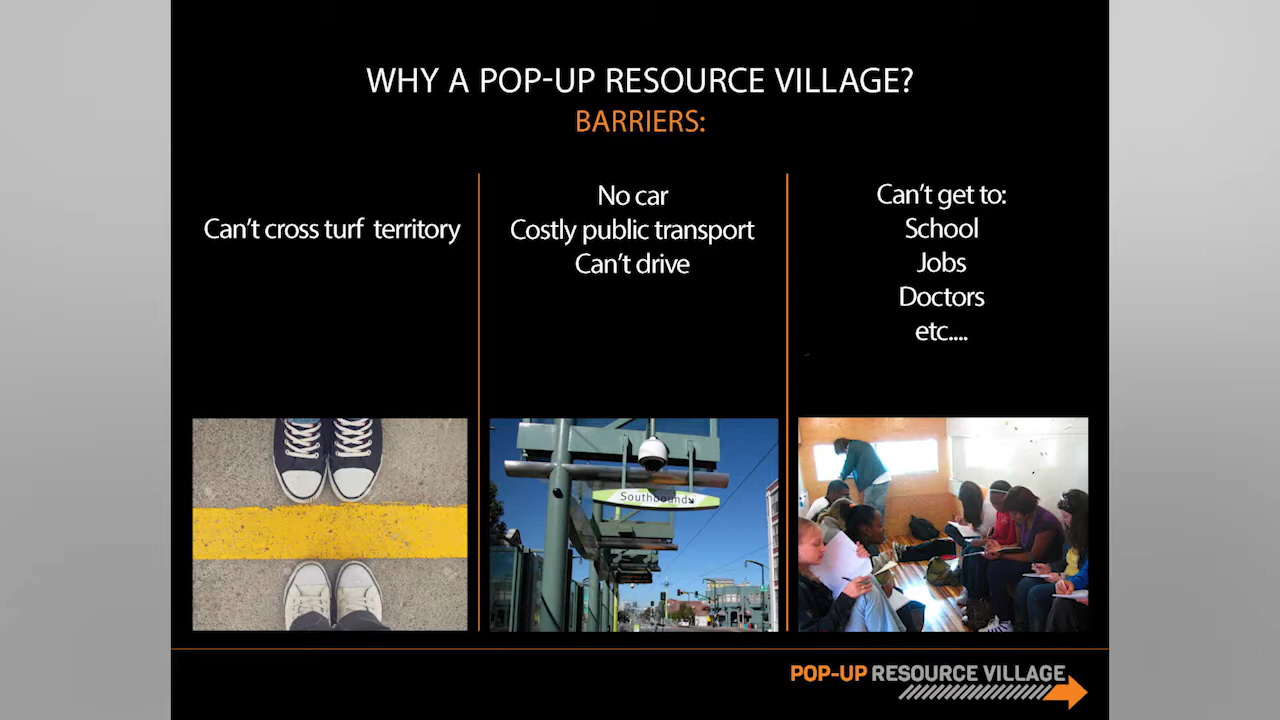 WHY A POP-UP RESOURCE VILLAGE?
BARRIERS:
Can't cross turf territory
No car
Costly public transport
Can't drive
Can't get to:
School
Jobs
Doctors
etc....
Southbound
POP-UP RESOURCE VILLAGE